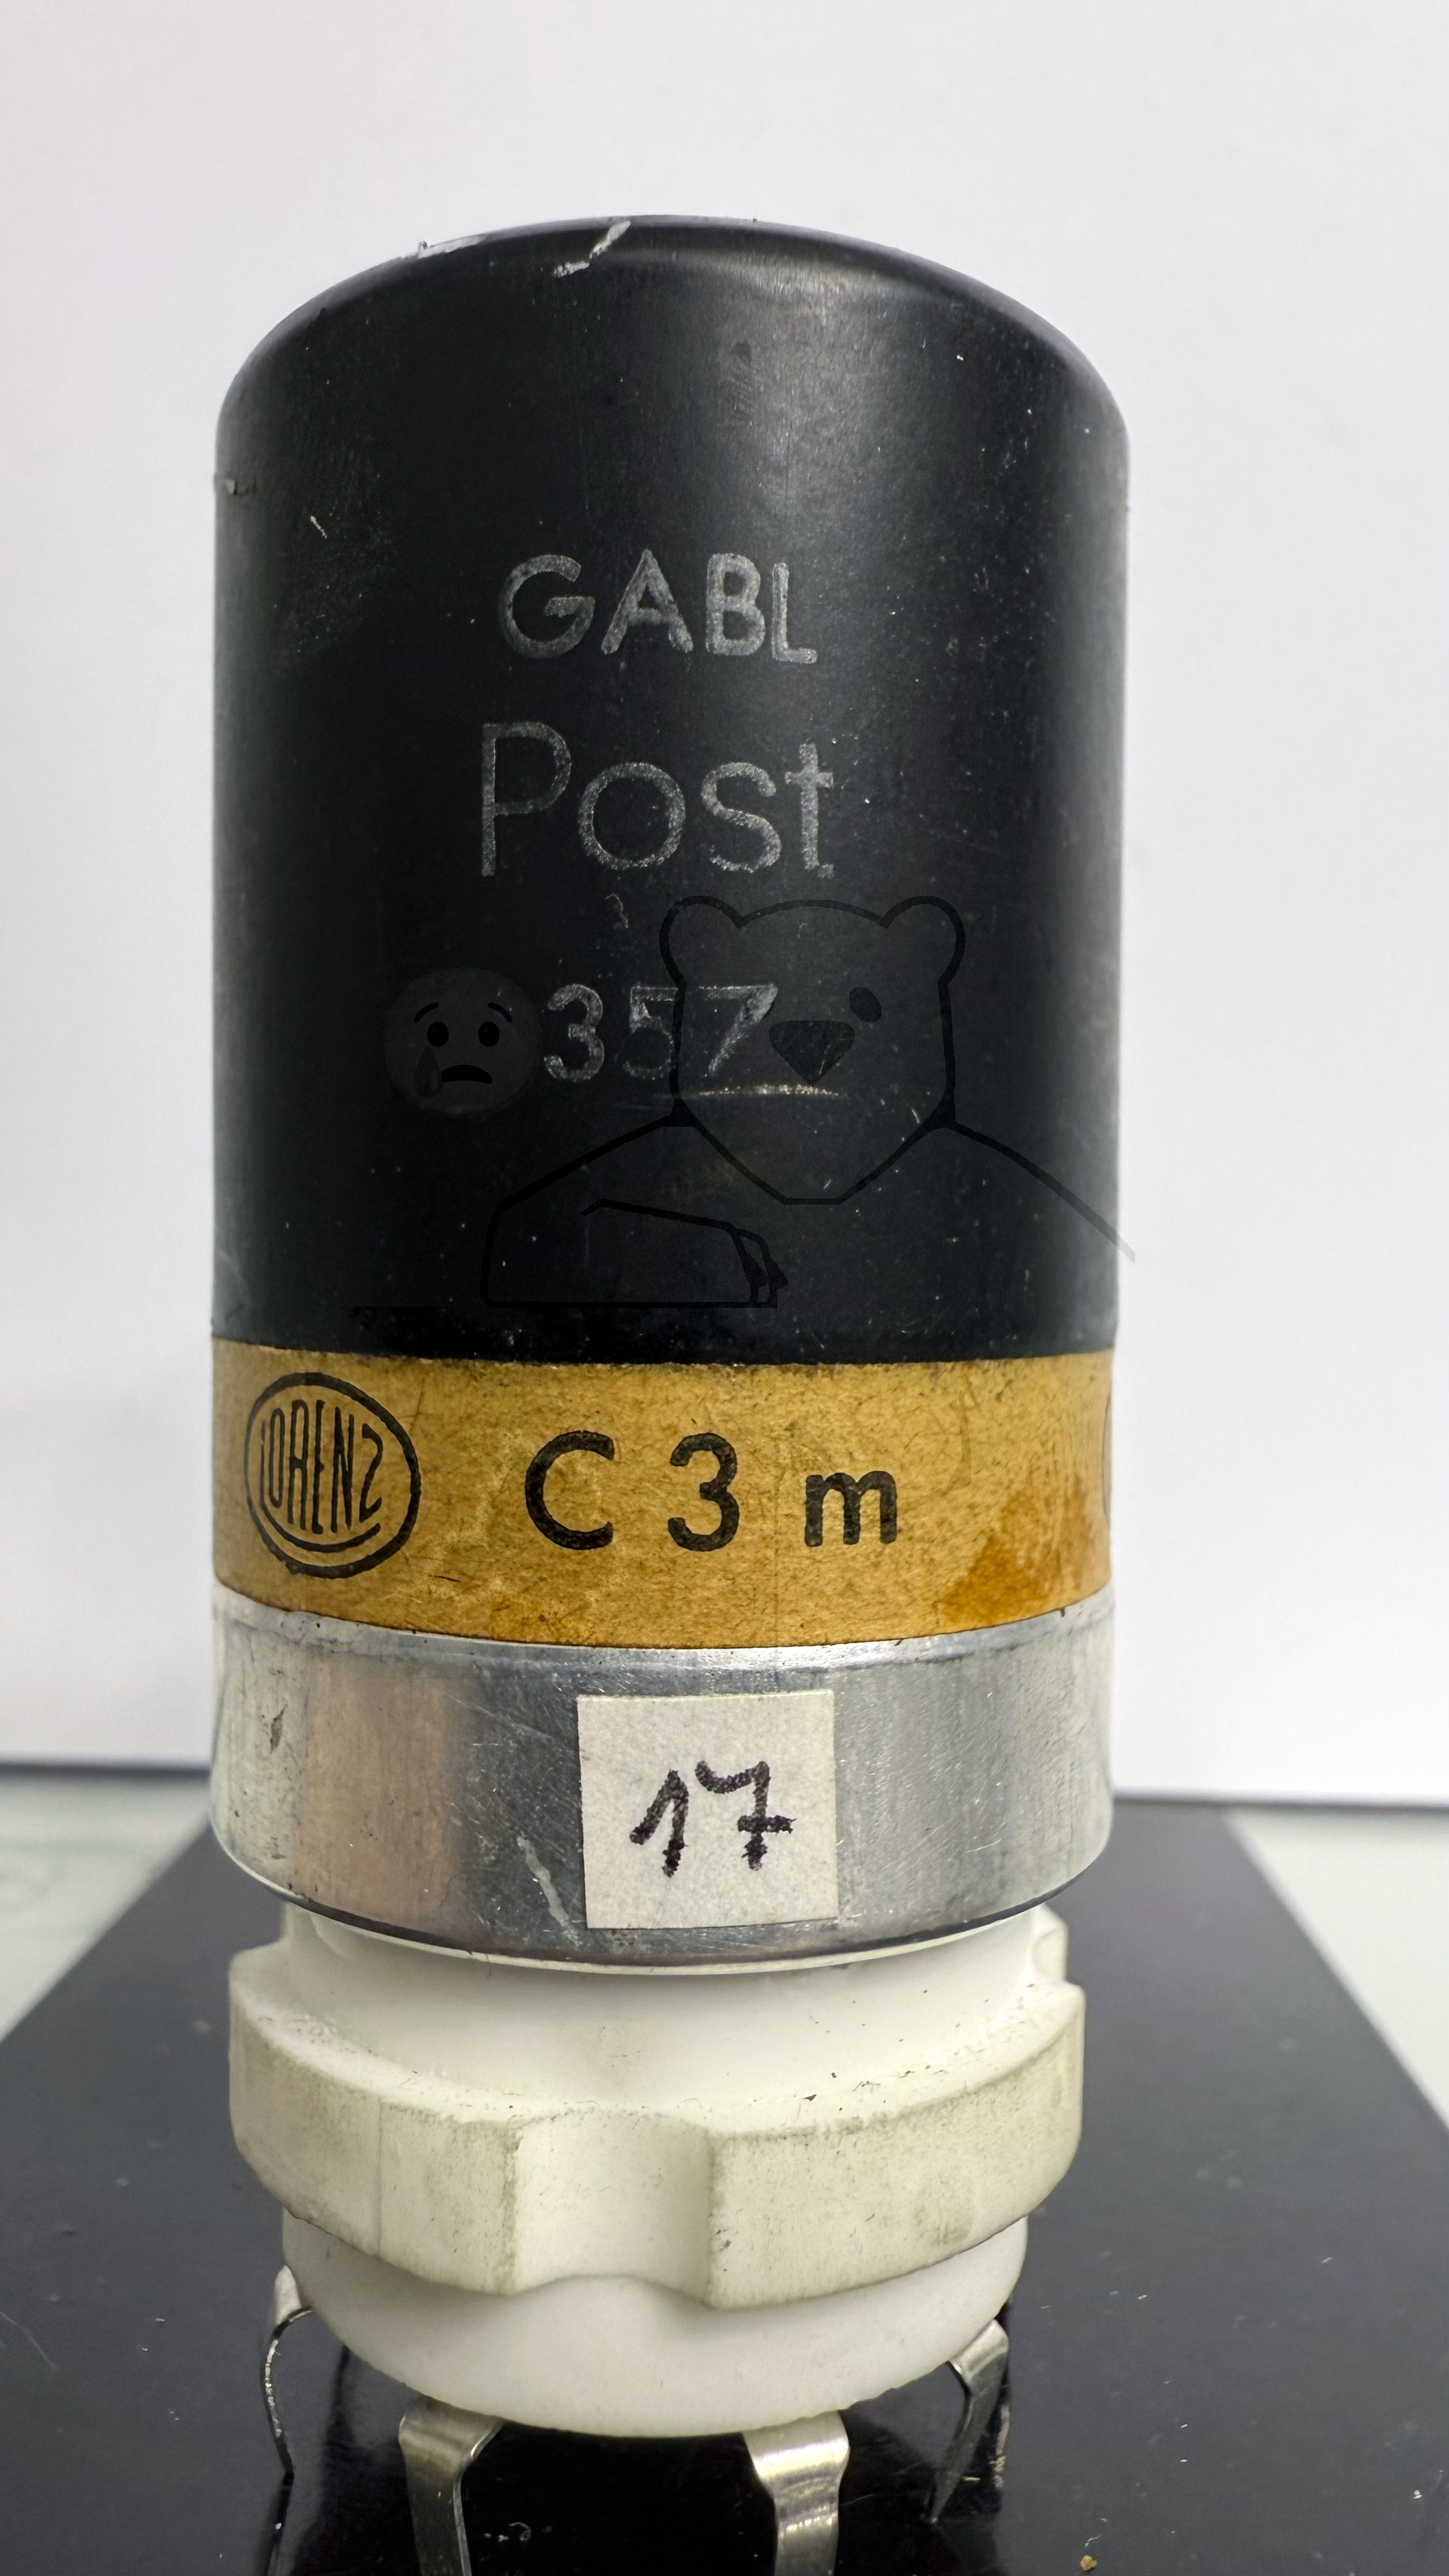 GABL
Post
357
LORENZ
C 3 m
17